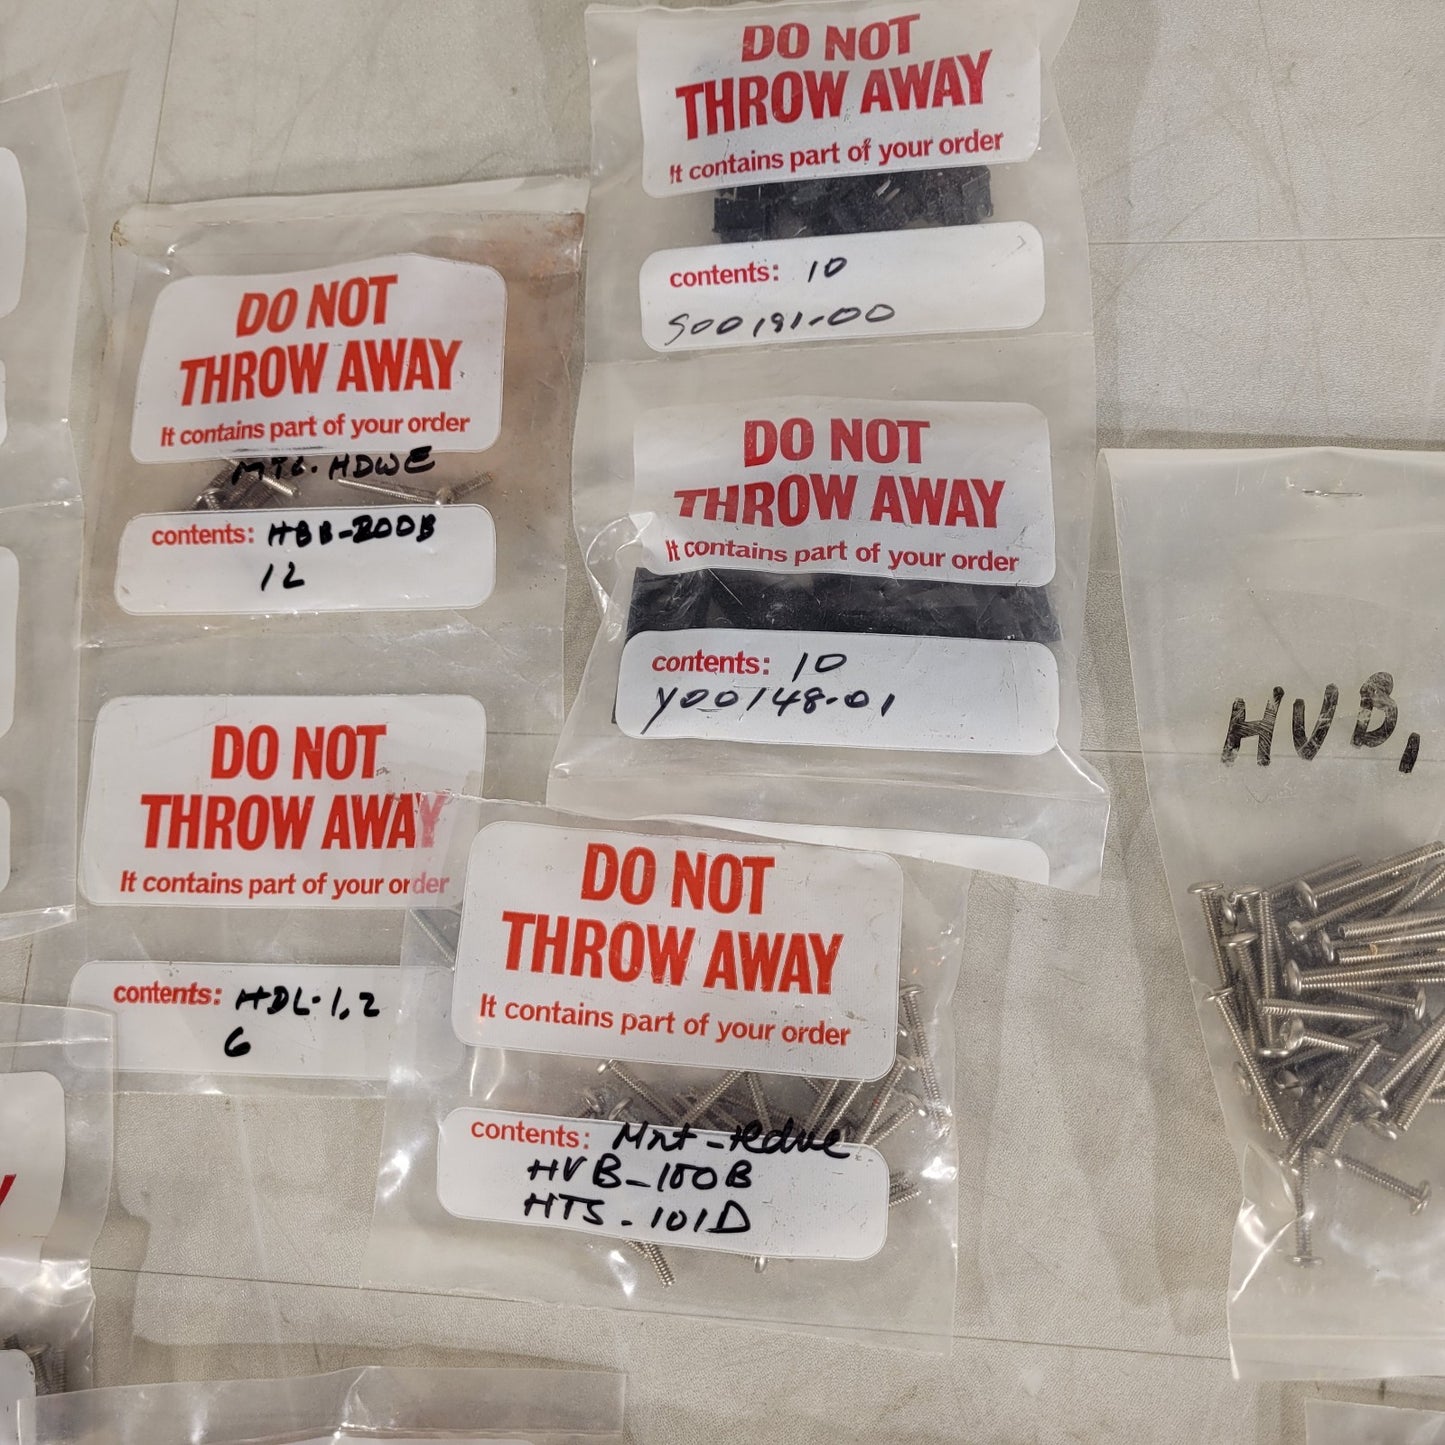 DO NOT
THROW AWAY
It contains part of your order
contents: 10
S00191-00
DO NOT
THROW AWAY
It contains part of your order
MTG. HDWE
contents: HBB-200B
12
DO NOT
THROW AWAY
It contains part of your order
contents: 10
Y00148-01
HVB,
DO NOT
THROW AWAY
It contains part of your order
contents: HDL-1,2
6
DO NOT
THROW AWAY
It contains part of your order
contents: Mnt-Hdwe
HVB-100B
HTS-101D
Y